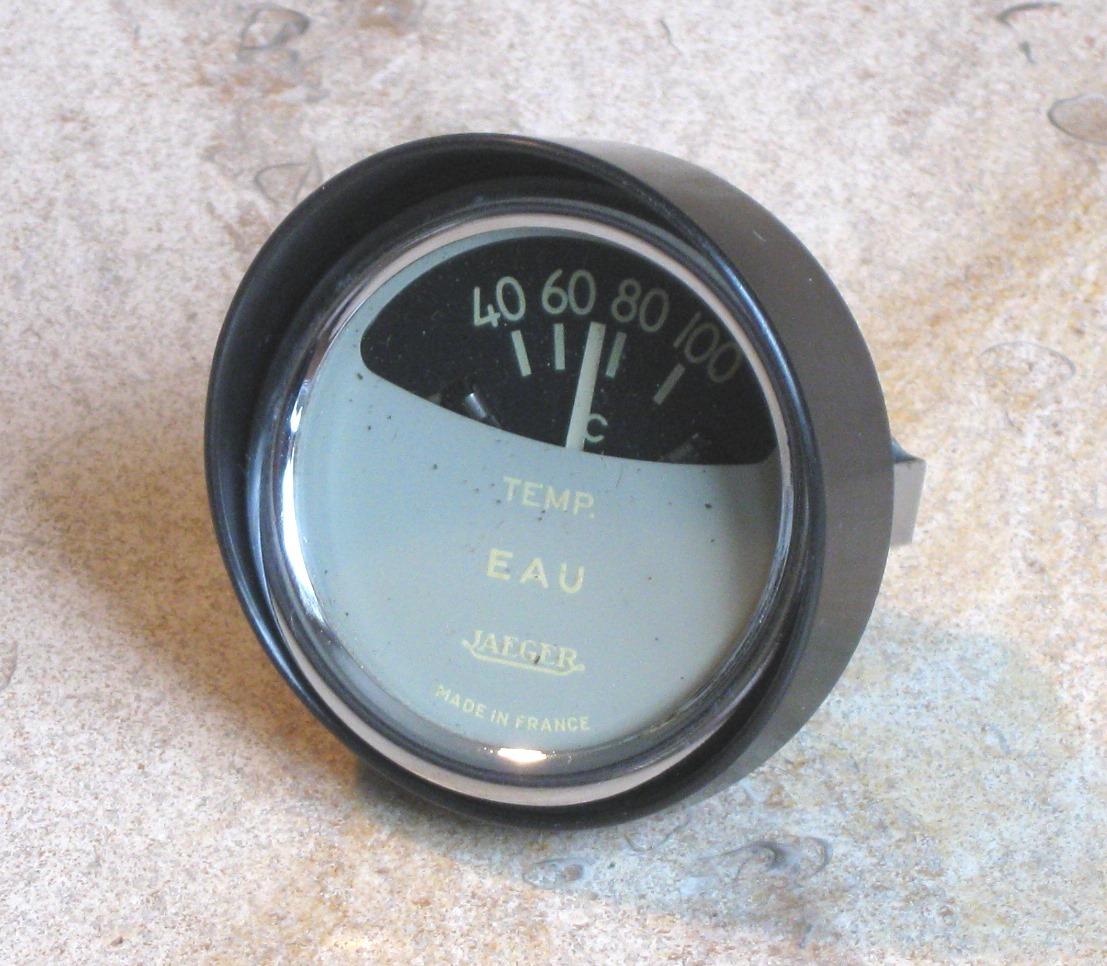 40 60 80 100
C
TEMP.
EAU
JAEGER
MADE IN FRANCE